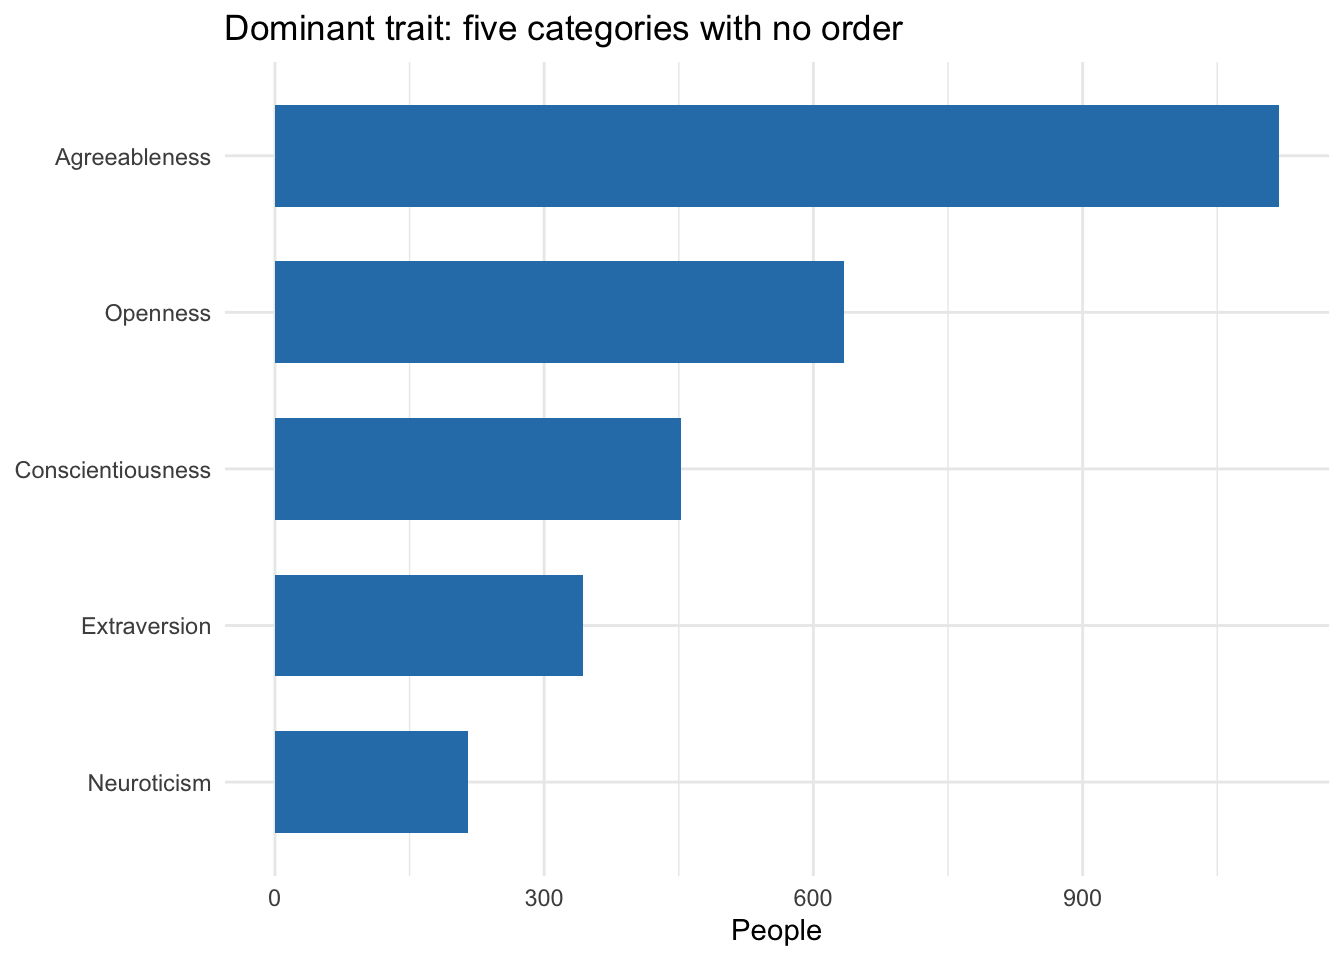 Dominant trait: five categories with no order
Agreeableness
Openness
Conscientiousness
Extraversion
Neuroticism
0 300 600 900
People